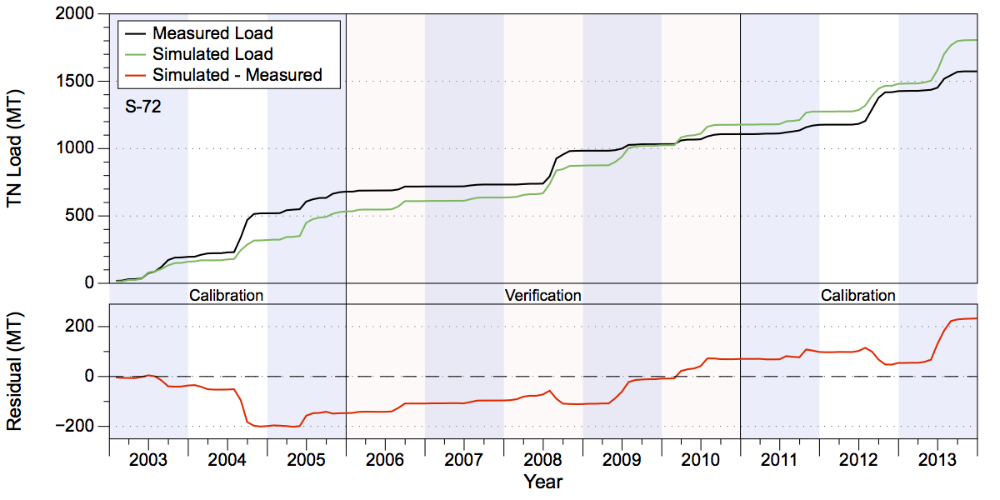 2000
Measured Load
Simulated Load
Simulated - Measured
1500
S-72
TN Load (MT)
1000
500
0
Calibration
Verification
Calibration
200
Residual (MT)
0
−200
2003 2004 2005 2006 2007 2008 2009 2010 2011 2012 2013
Year